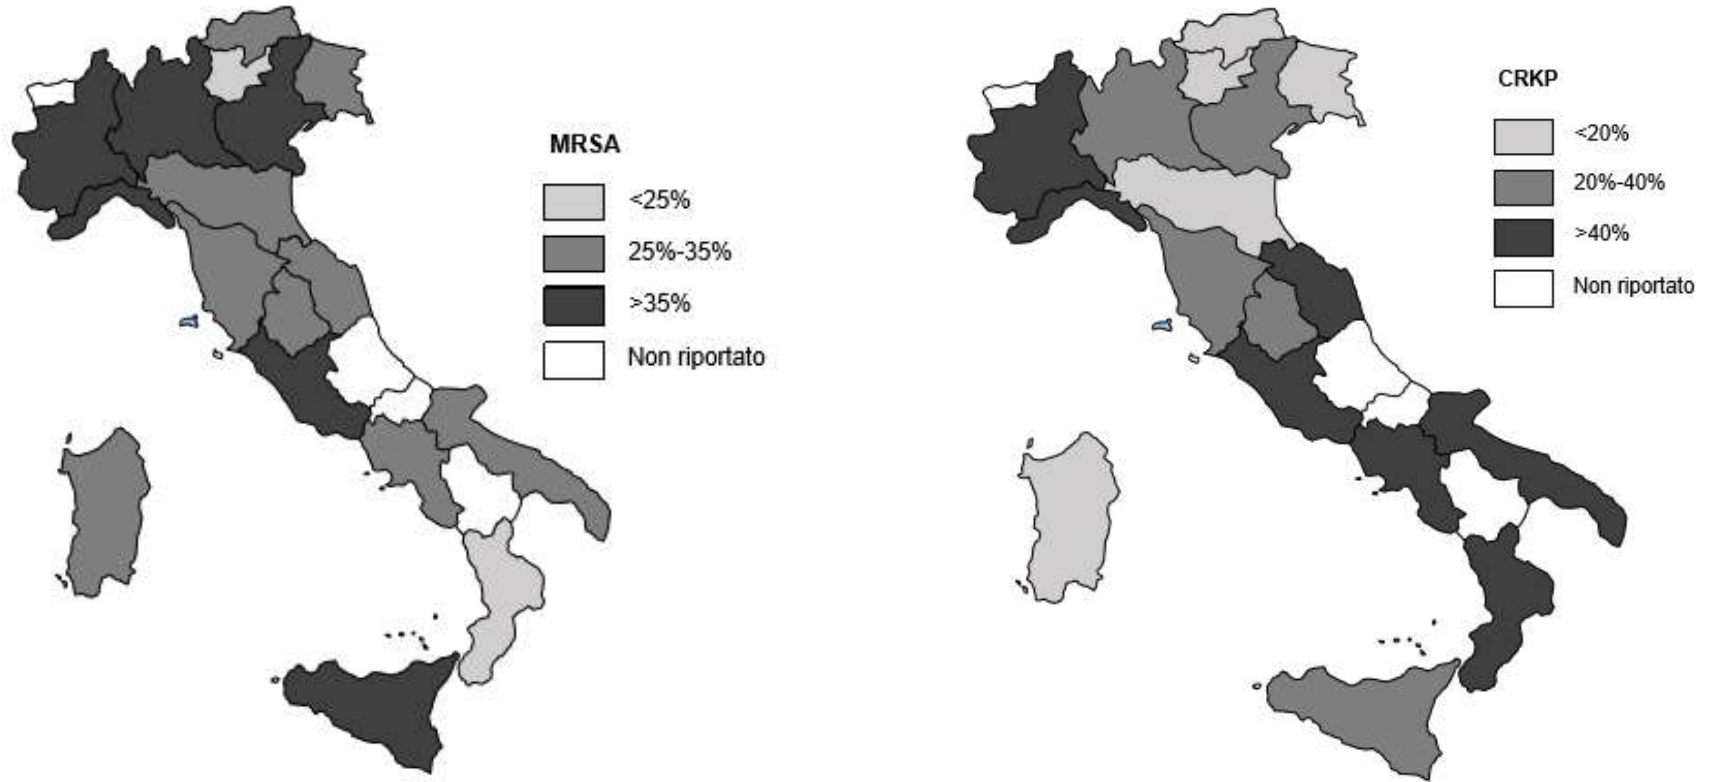 MRSA
<25%
25%-35%
>35%
Non riportato
CRKP
<20%
20%-40%
>40%
Non riportato